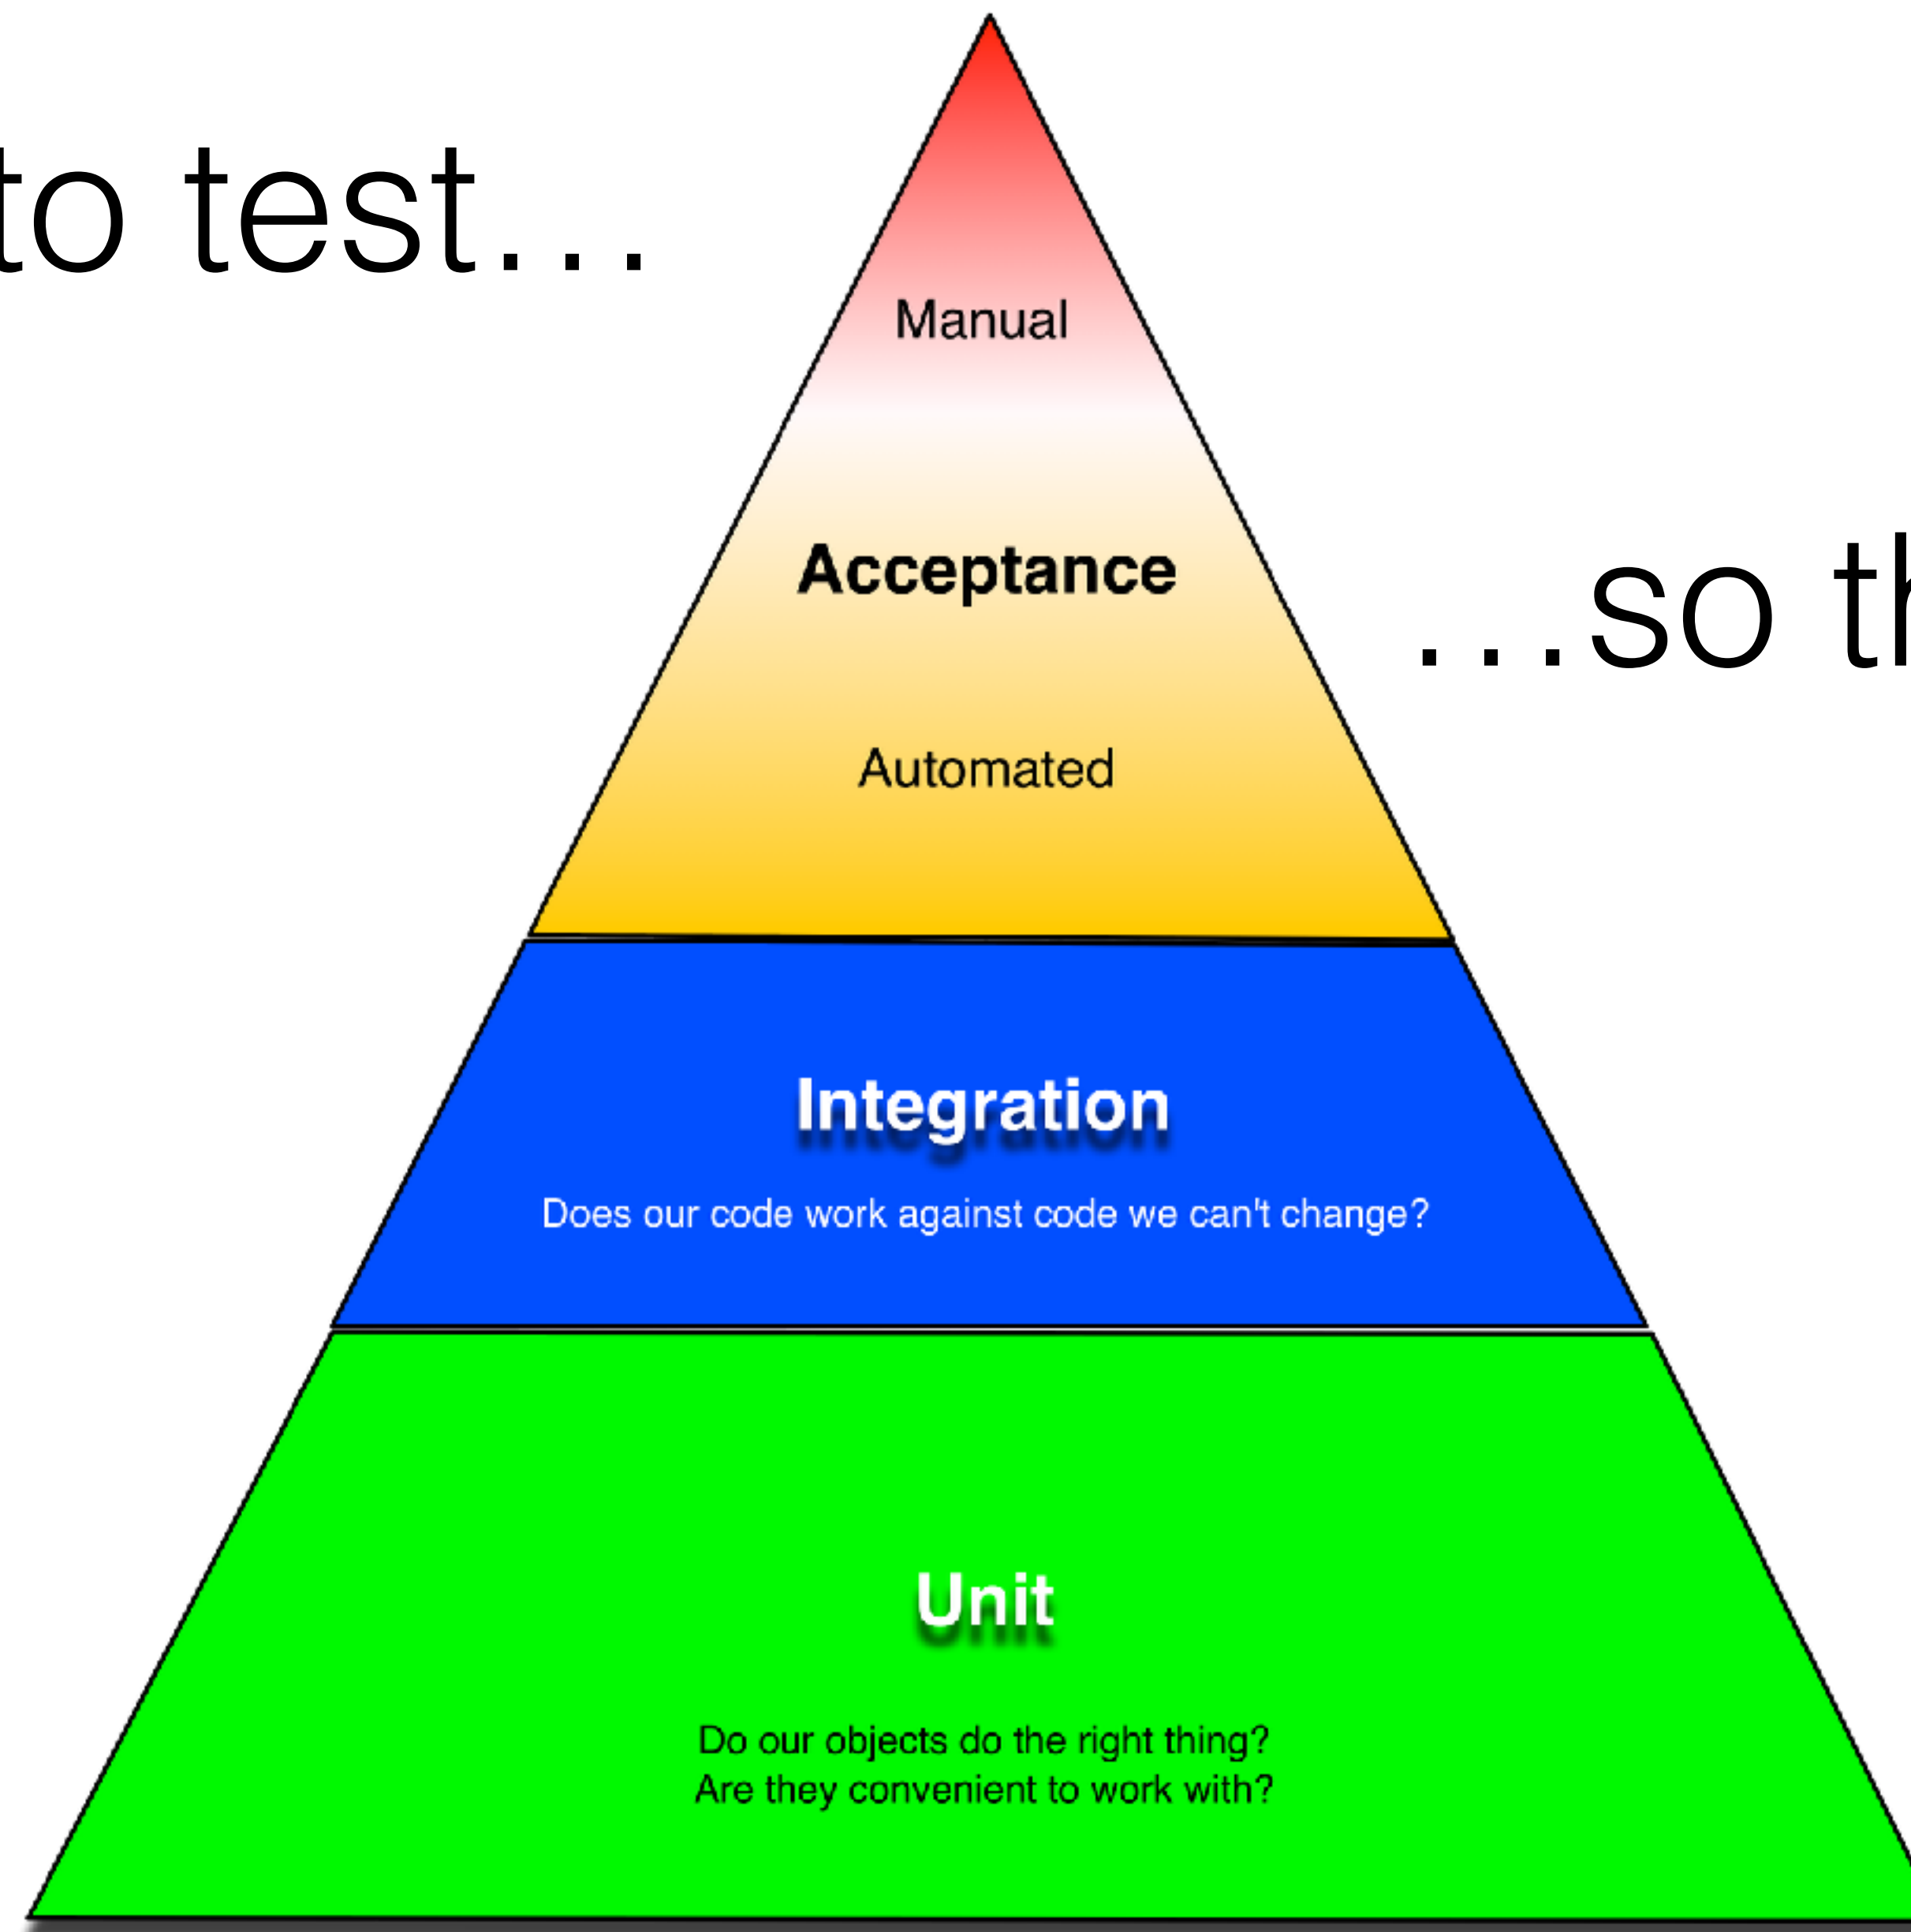 to test…
Manual
Acceptance
…so th
Automated
Integration
Does our code work against code we can't change?
Unit
Do our objects do the right thing?
Are they convenient to work with?